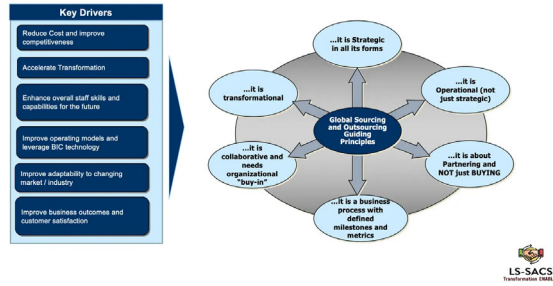 Key Drivers
Reduce Cost and improve
competitiveness
Accelerate Transformation
Enhance overall staff skills and
capabilities for the future
Improve operating models and
leverage BIC technology
Improve adaptability to changing
market / industry
Improve business outcomes and
customer satisfaction
...it is Strategic
in all its forms
...it is
transformational
...it is
Operational (not
just strategic)
Global Sourcing
and Outsourcing
Guiding
Principles
...it is
collaborative and
needs
organizational
"buy-in"
...it is about
Partnering and
NOT just BUYING
...it is a business
process with
defined
milestones and
metrics
LS-SACS
Transformation ENABL